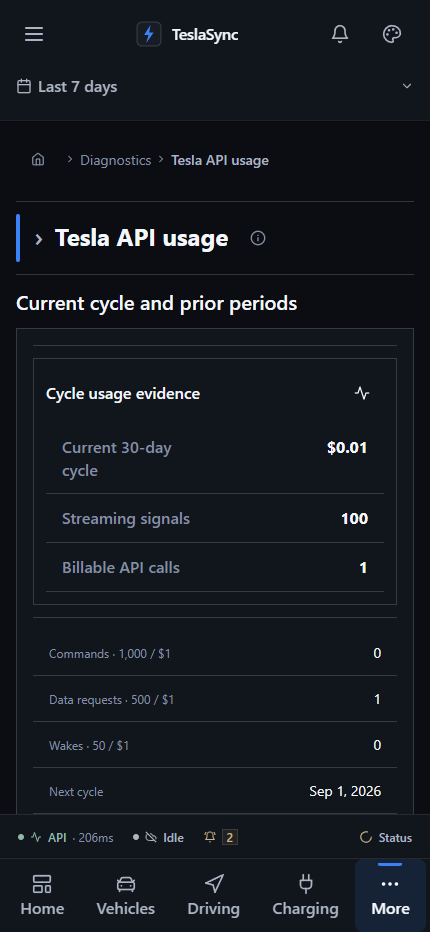 TeslaSync
Last 7 days
Diagnostics
Tesla API usage
Tesla API usage
Current cycle and prior periods
Cycle usage evidence
Current 30-day
cycle
$0.01
Streaming signals
100
Billable API calls
1
Commands · 1,000 / $1
0
Data requests · 500 / $1
1
Wakes · 50 / $1
0
Next cycle
Sep 1, 2026
API · 206ms
Idle
2
Status
Home
Vehicles
Driving
Charging
More